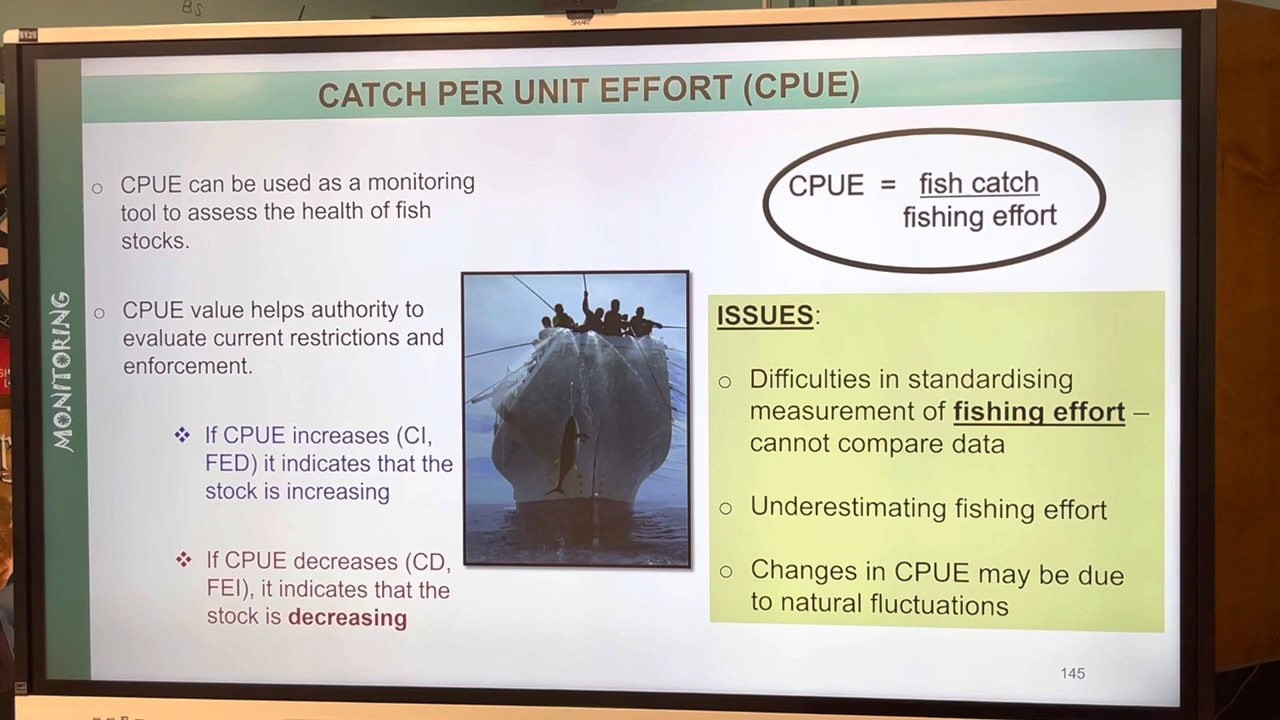 BS
8128
SMART
CATCH PER UNIT EFFORT (CPUE)
MONITORING
○ CPUE can be used as a monitoring
tool to assess the health of fish
stocks.
○ CPUE value helps authority to
evaluate current restrictions and
enforcement.
❖ If CPUE increases (CI,
FED) it indicates that the
stock is increasing
❖ If CPUE decreases (CD,
FEI), it indicates that the
stock is decreasing
CPUE = fish catch
fishing effort
ISSUES:
○ Difficulties in standardising
measurement of fishing effort –
cannot compare data
○ Underestimating fishing effort
○ Changes in CPUE may be due
to natural fluctuations
145